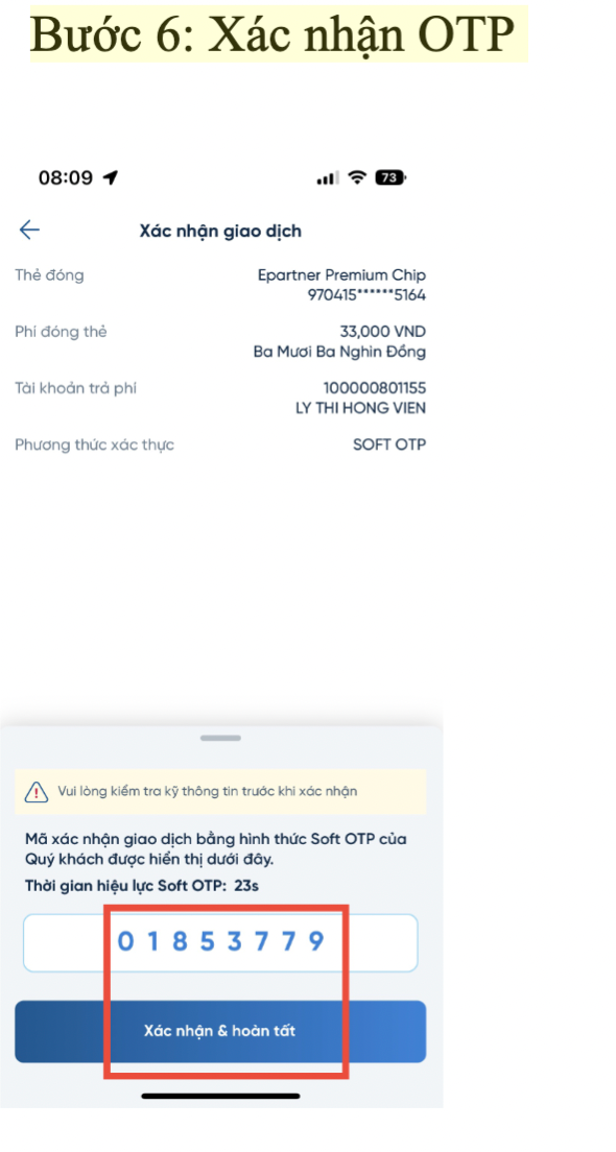 Bước 6: Xác nhận OTP
08:09
73
Xác nhận giao dịch
Thẻ đóng
Epartner Premium Chip
970415******5164
Phí đóng thẻ
33,000 VND
Ba Mươi Ba Nghìn Đồng
Tài khoản trả phí
100000801155
LY THI HONG VIEN
Phương thức xác thực
SOFT OTP
Vui lòng kiểm tra kỹ thông tin trước khi xác nhận
Mã xác nhận giao dịch bằng hình thức Soft OTP của
Quý khách được hiển thị dưới đây.
Thời gian hiệu lực Soft OTP: 23s
0 1 8 5 3 7 7 9
Xác nhận & hoàn tất